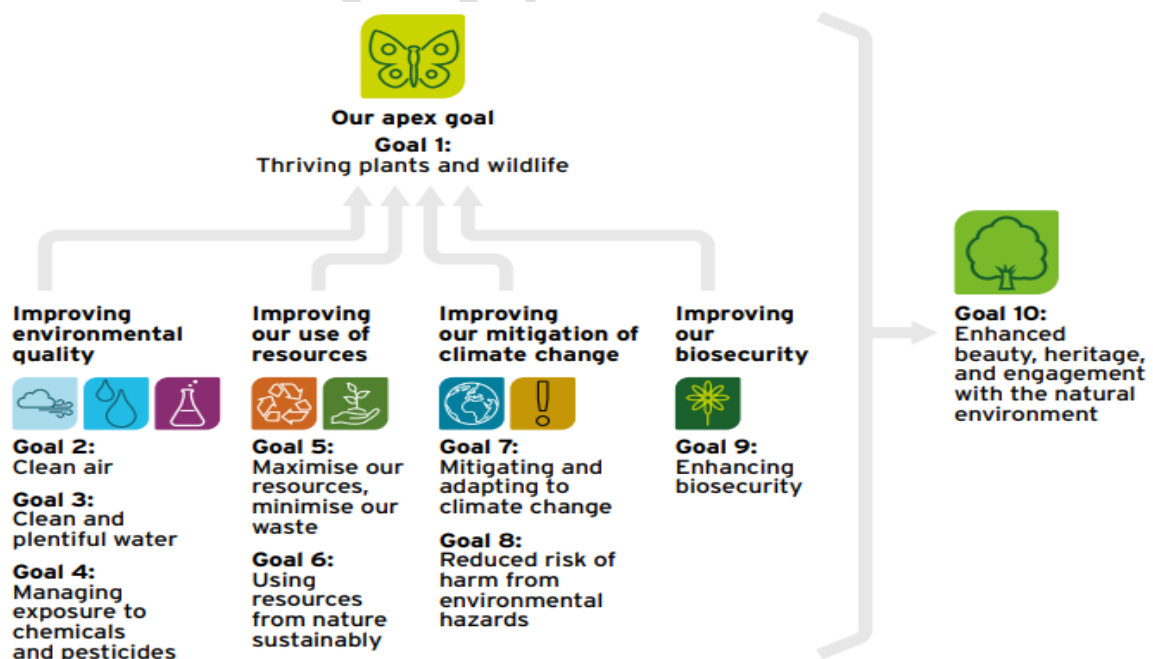 Our apex goal
Goal 1:
Thriving plants and wildlife
Improving
environmental
quality
Goal 2:
Clean air
Goal 3:
Clean and
plentiful water
Goal 4:
Managing
exposure to
chemicals
and pesticides
Improving
our use of
resources
Goal 5:
Maximise our
resources,
minimise our
waste
Goal 6:
Using
resources
from nature
sustainably
Improving
our mitigation of
climate change
Goal 7:
Mitigating and
adapting to
climate change
Goal 8:
Reduced risk of
harm from
environmental
hazards
Improving
our
biosecurity
Goal 9:
Enhancing
biosecurity
Goal 10:
Enhanced
beauty, heritage,
and engagement
with the natural
environment